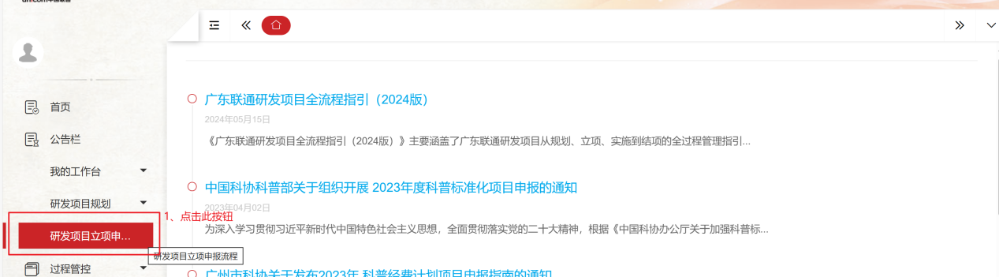 首页
公告栏
我的工作台
研发项目规划
研发项目立项申...
1、点击此按钮
研发项目立项申报流程
过程管控
广东联通研发项目全流程指引（2024版）
2024年05月15日
《广东联通研发项目全流程指引（2024版）》主要涵盖了广东联通研发项目从规划、立项、实施到结项的全过程管理指引...
中国科协科普部关于组织开展 2023年度科普标准化项目申报的通知
2023年04月02日
为深入学习贯彻习近平新时代中国特色社会主义思想，全面贯彻落实党的二十大精神，根据《中国科协办公厅关于加强科普标...
广州市科协关于发布2023年 科普经费计划项目申报指南的通知